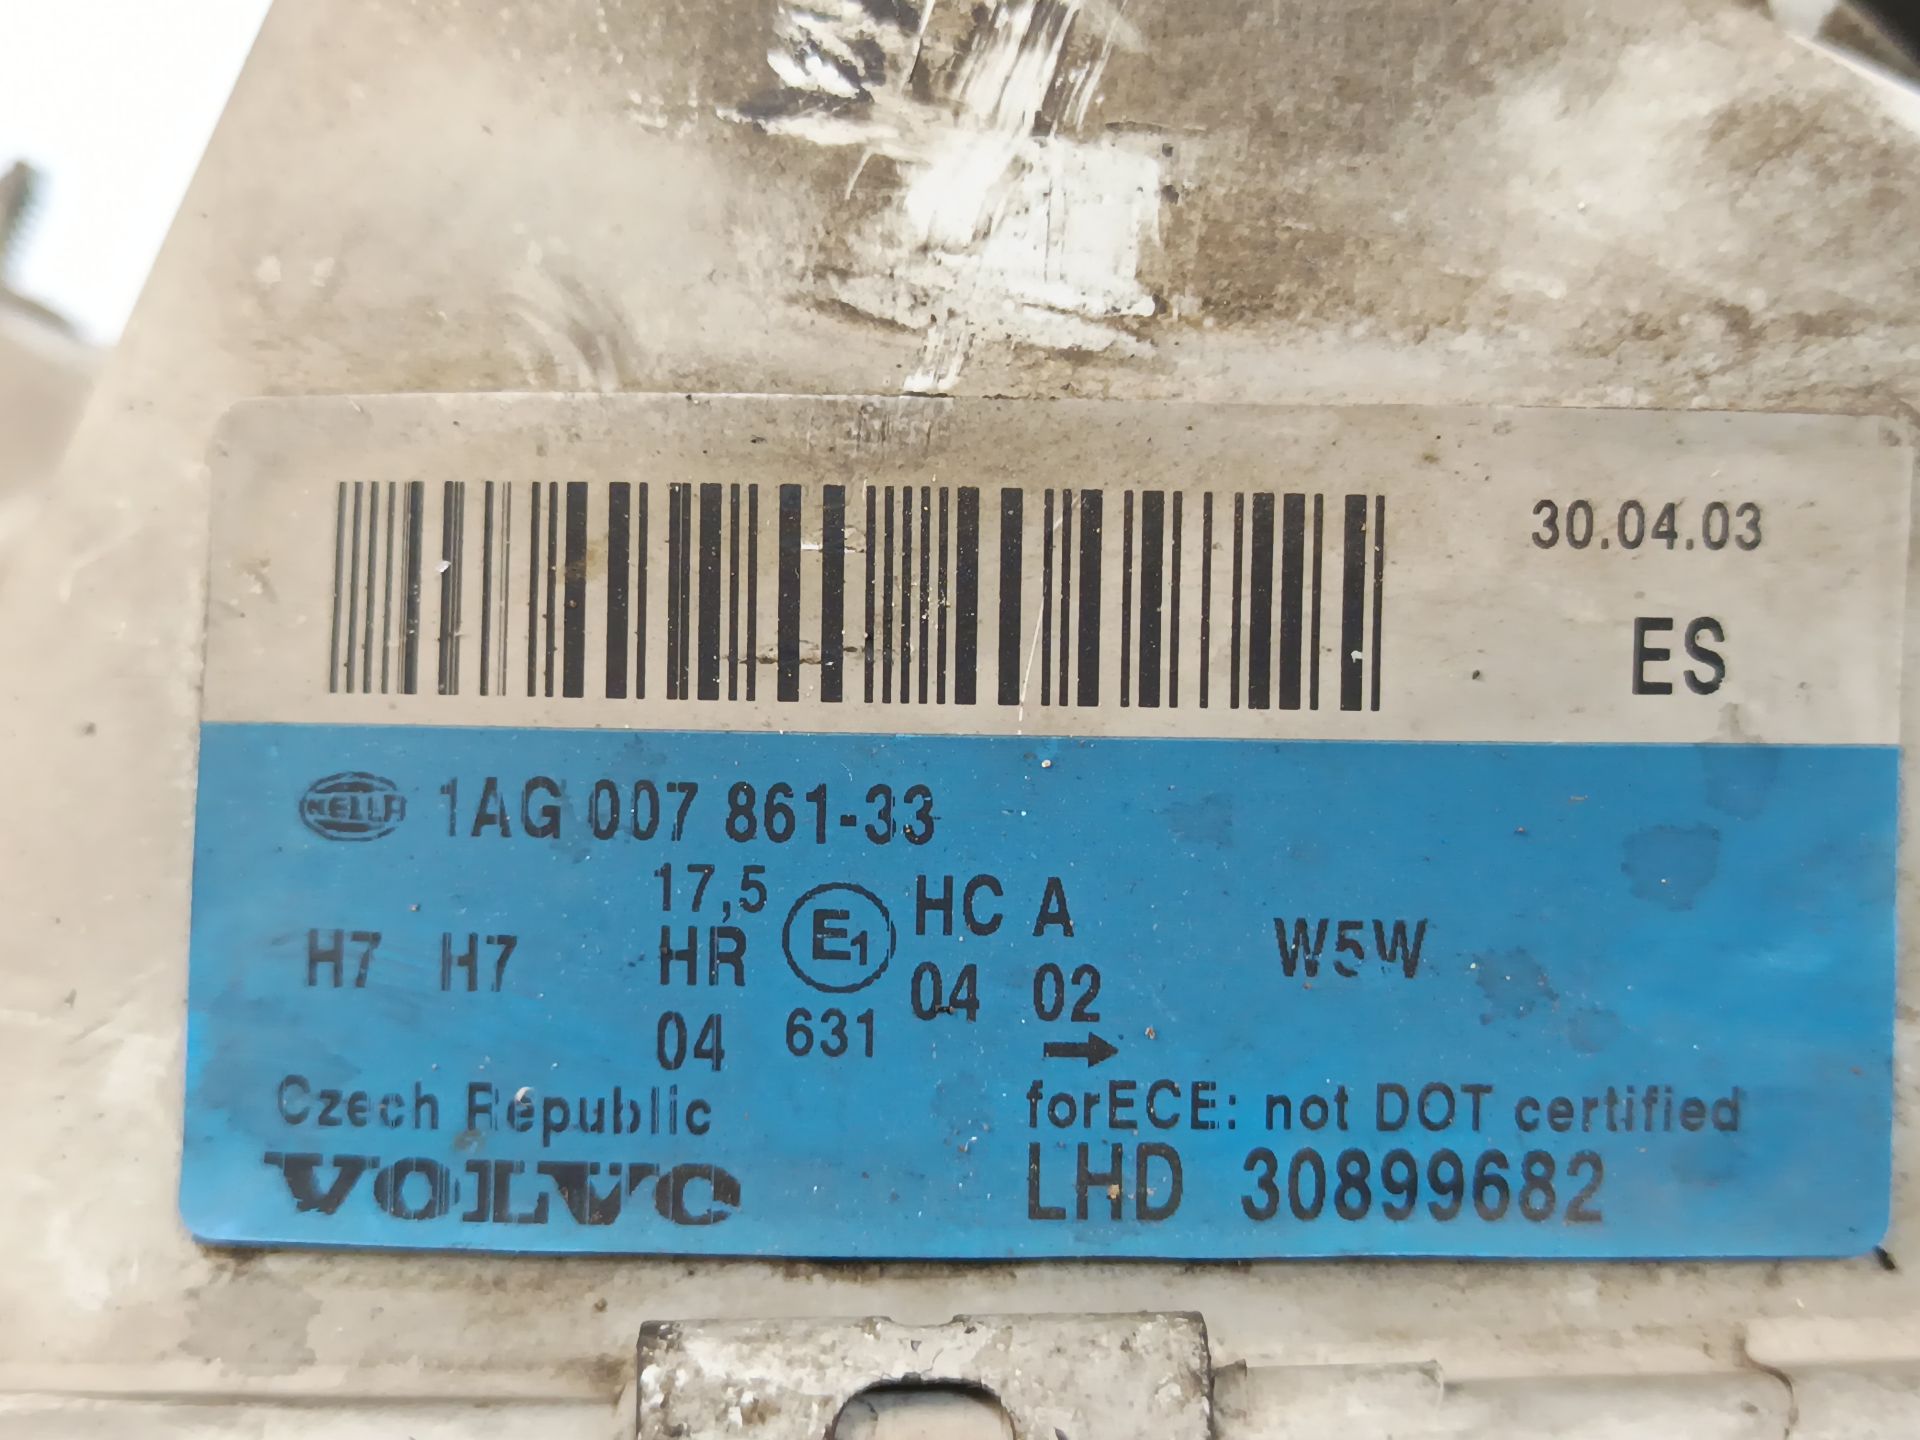 30.04.03
ES
HELLA 1AG 007 861-33
17,5 HC A
H7 H7 HR E1 04 02 W5W
04 631 →
Czech Republic forECE: not DOT certified
VOLVO LHD 30899682